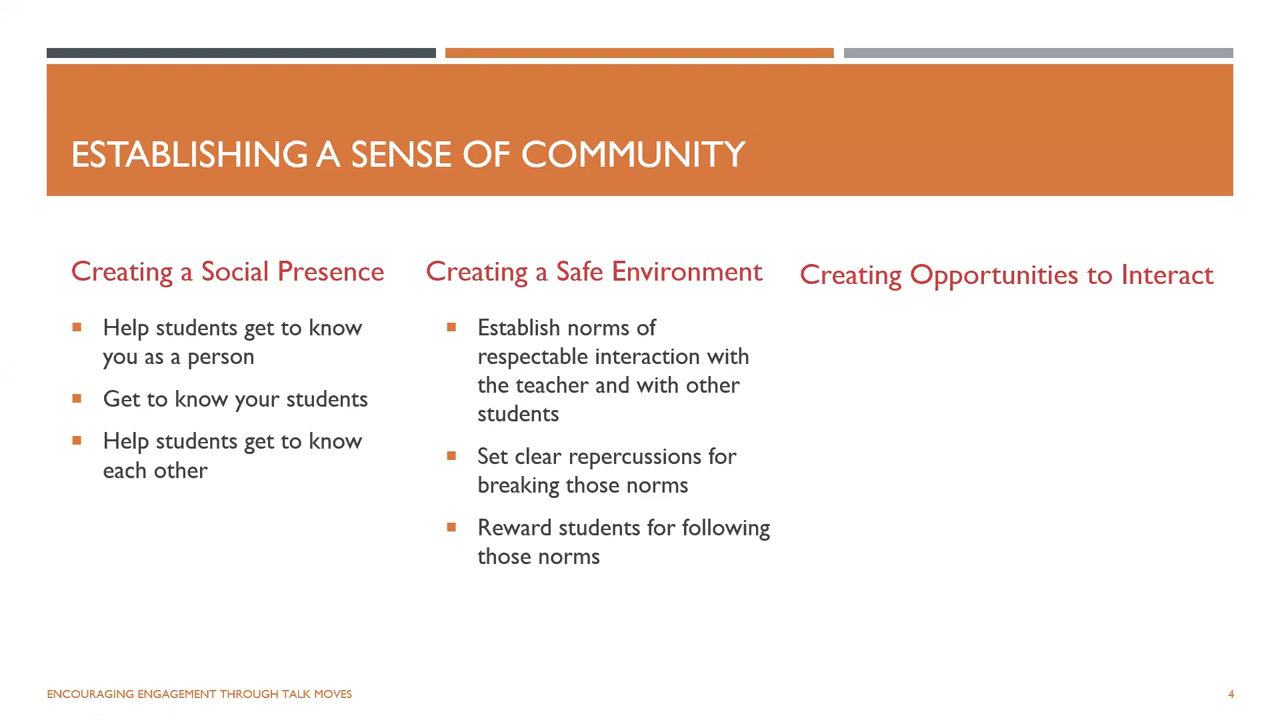 ESTABLISHING A SENSE OF COMMUNITY
Creating a Social Presence
Help students get to know
you as a person
Get to know your students
Help students get to know
each other
Creating a Safe Environment
Establish norms of
respectable interaction with
the teacher and with other
students
Set clear repercussions for
breaking those norms
Reward students for following
those norms
Creating Opportunities to Interact
ENCOURAGING ENGAGEMENT THROUGH TALK MOVES
4